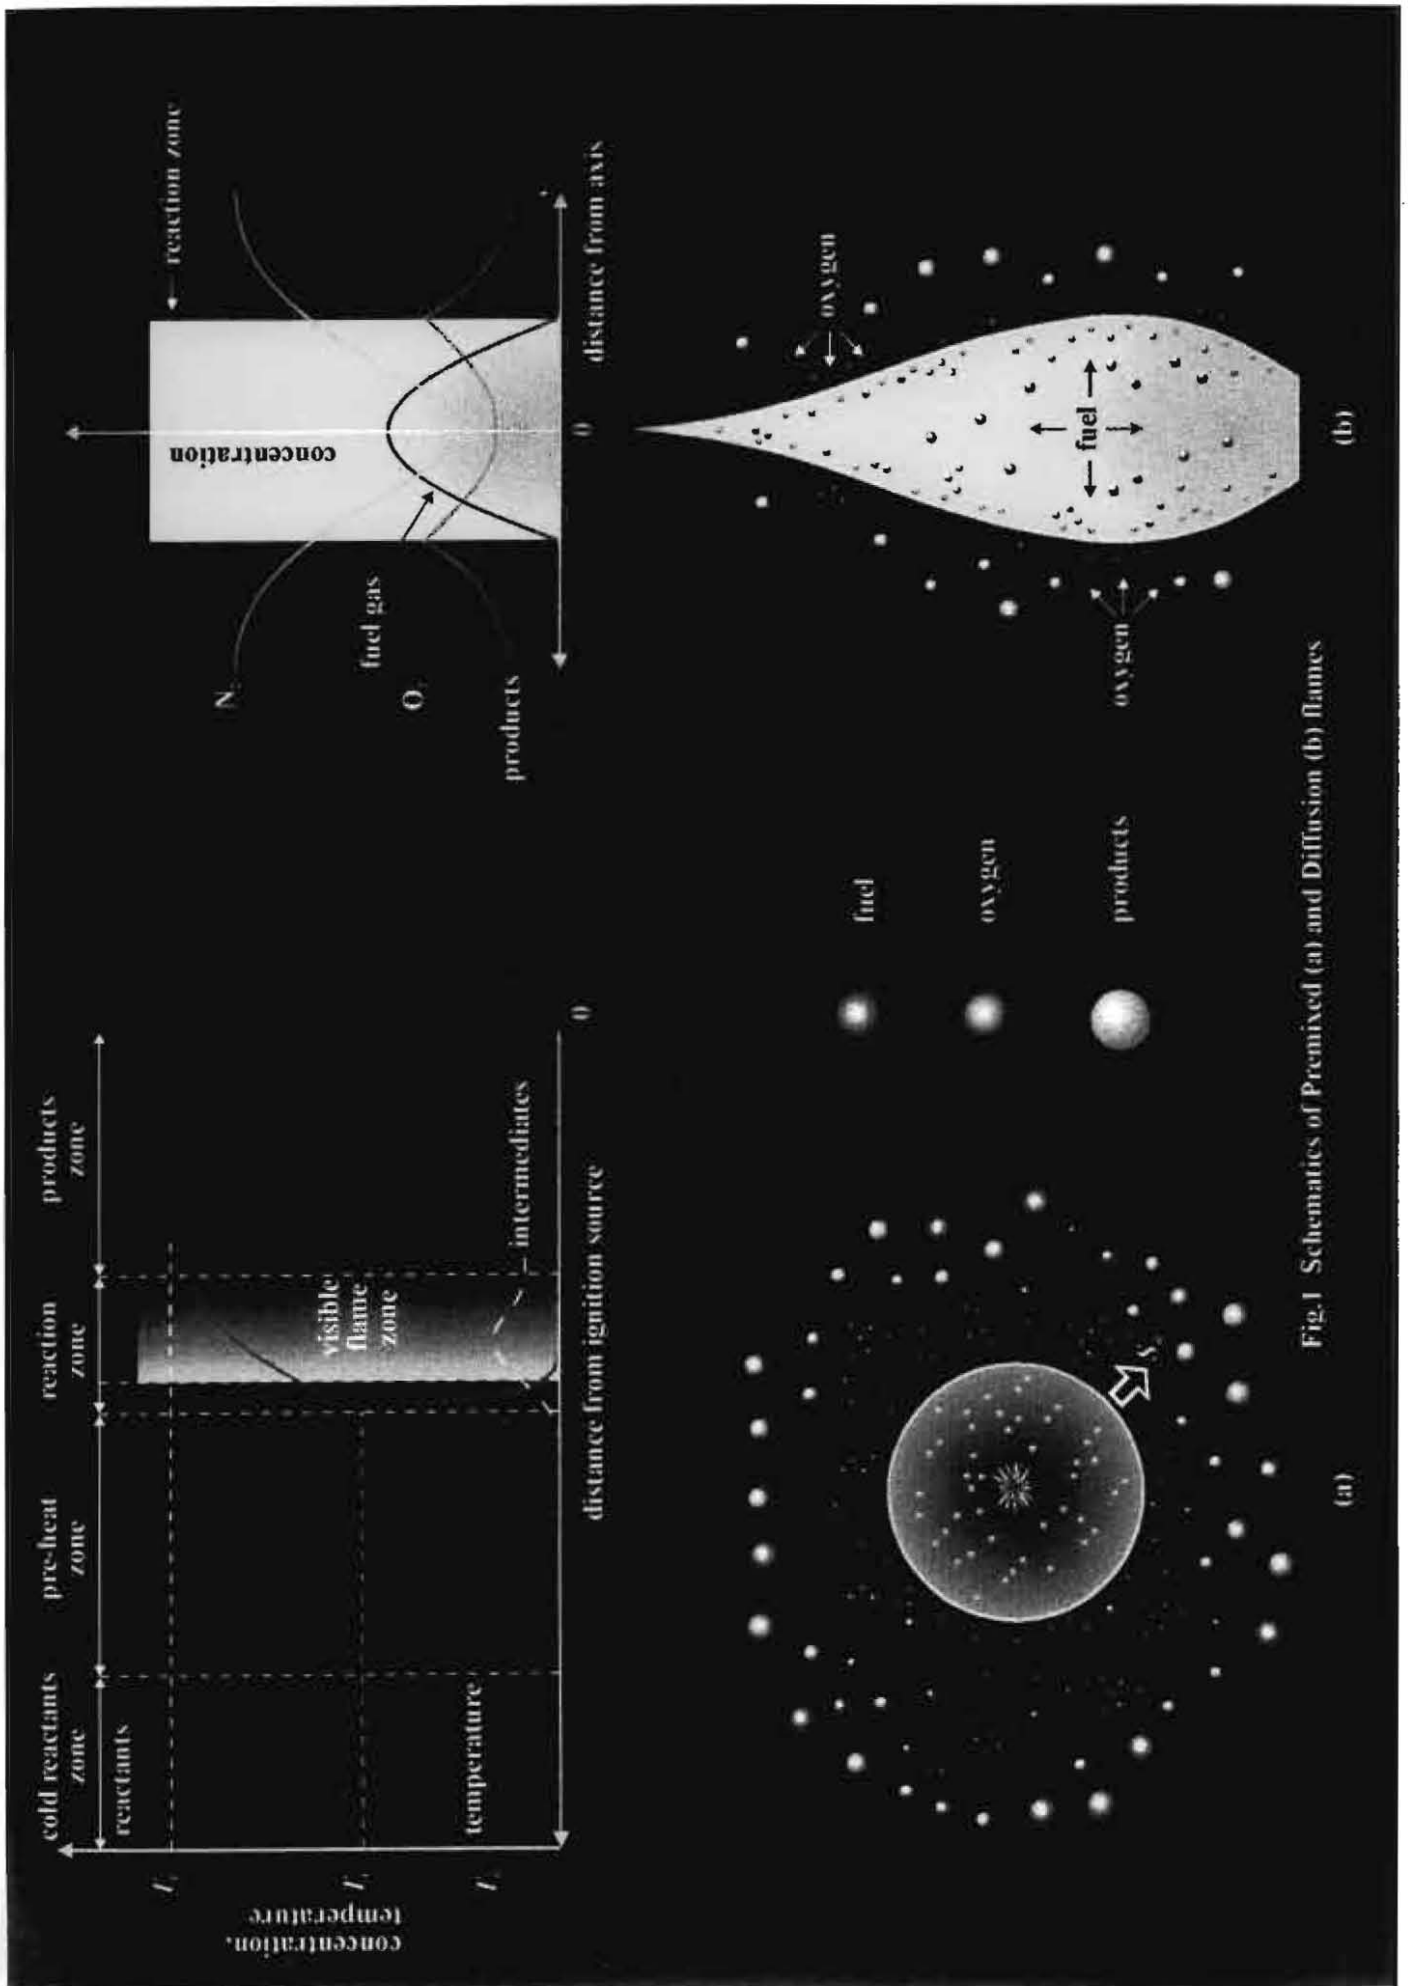 concentration.
temperature
cold reactants
zone
pre-heat
zone
reaction
zone
products
zone
reactants
temperature
visible
flame
zone
intermediates
distance from ignition source
0
N₂
fuel gas
O₂
products
concentration
reaction zone
0
distance from axis
fuel
oxygen
products
oxygen
fuel
oxygen
(a)
(b)
Fig.1 Schematics of Premixed (a) and Diffusion (b) flames